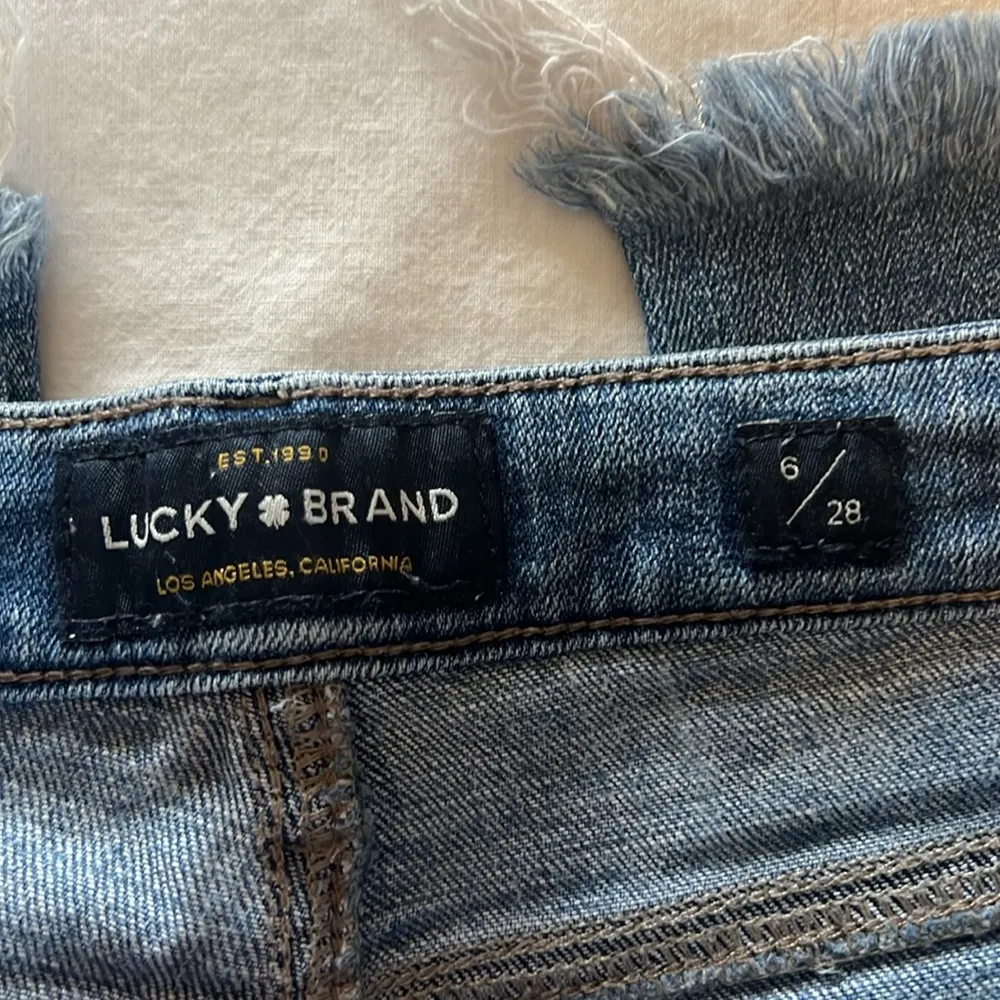 EST. 1990
LUCKY BRAND
LOS ANGELES, CALIFORNIA
6/28